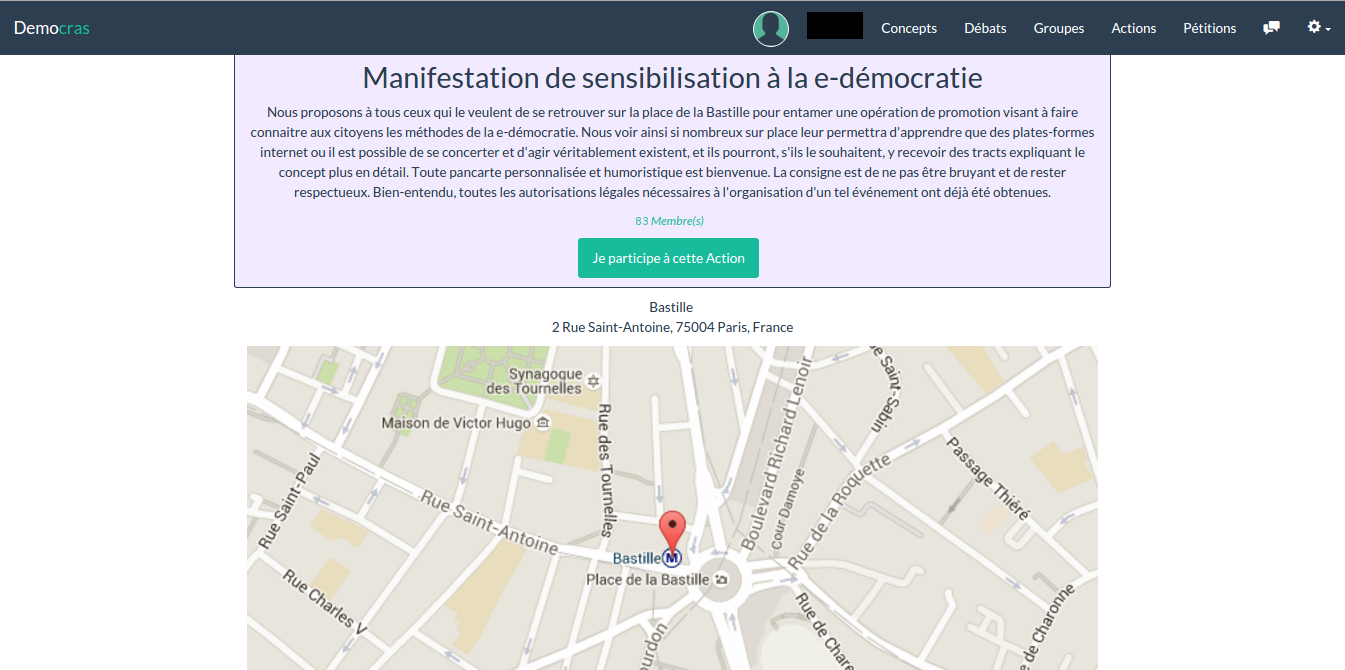 Democras
Concepts
Débats
Groupes
Actions
Pétitions
Manifestation de sensibilisation à la e-démocratie
Nous proposons à tous ceux qui le veulent de se retrouver sur la place de la Bastille pour entamer une opération de promotion visant à faire
connaitre aux citoyens les méthodes de la e-démocratie. Nous voir ainsi si nombreux sur place leur permettra d'apprendre que des plates-formes
internet ou il est possible de se concerter et d'agir véritablement existent, et ils pourront, s'ils le souhaitent, y recevoir des tracts expliquant le
concept plus en détail. Toute pancarte personnalisée et humoristique est bienvenue. La consigne est de ne pas être bruyant et de rester
respectueux. Bien-entendu, toutes les autorisations légales nécessaires à l'organisation d'un tel événement ont déjà été obtenues.
83 Membre(s)
Je participe à cette Action
Bastille
2 Rue Saint-Antoine, 75004 Paris, France
Synagogue
des Tournelles
Maison de Victor Hugo
Rue des Tournelles
Boulevard Richard Lenoir
Rue Saint-Sabin
Cour Damoye
Rue de la Roquette
Passage Thiéré
Rue Saint-Paul
Rue Saint-Antoine
Bastille
M
Place de la Bastille
Rue Charles V
Rue de Charonne